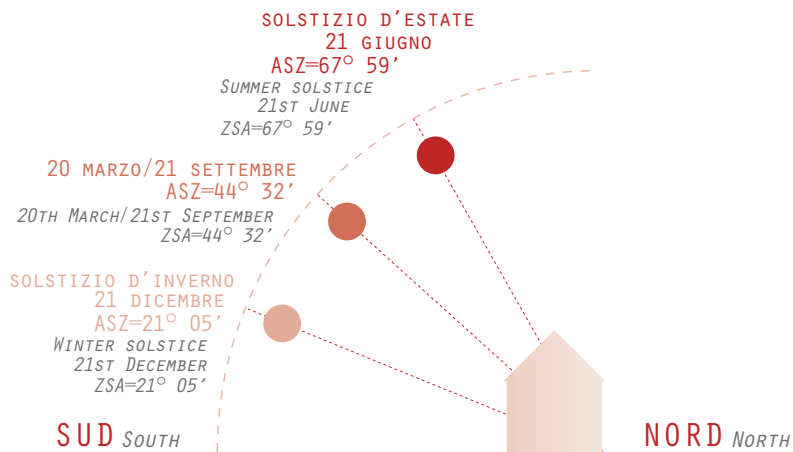 SOLSTIZIO D'ESTATE
21 GIUGNO
ASZ=67° 59'
SUMMER SOLSTICE
21ST JUNE
ZSA=67° 59'
20 MARZO/21 SETTEMBRE
ASZ=44° 32'
20TH MARCH/21ST SEPTEMBER
ZSA=44° 32'
SOLSTIZIO D'INVERNO
21 DICEMBRE
ASZ=21° 05'
WINTER SOLSTICE
21ST DECEMBER
ZSA=21° 05'
SUD SOUTH
NORD NORTH